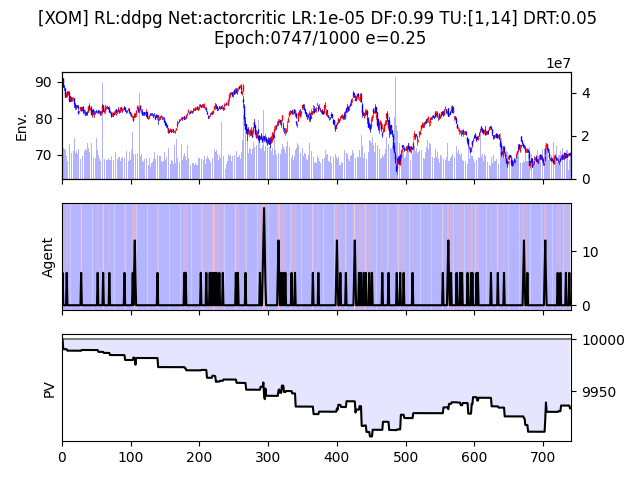 [XOM] RL:ddpg Net:actorcritic LR:1e-05 DF:0.99 TU:[1,14] DRT:0.05
Epoch:0747/1000 e=0.25
1e7
90
80
70
Env.
4
2
0
Agent
10
0
PV
10000
9950
0 100 200 300 400 500 600 700